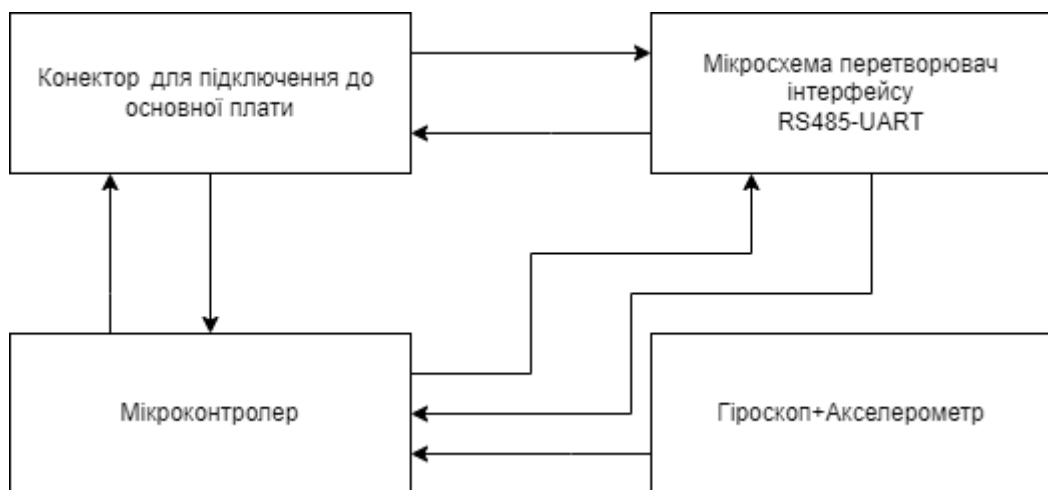 Конектор для підключення до
основної плати
Мікросхема перетворювач
інтерфейсу
RS485-UART
Мікроконтролер
Гіроскоп+Акселерометр